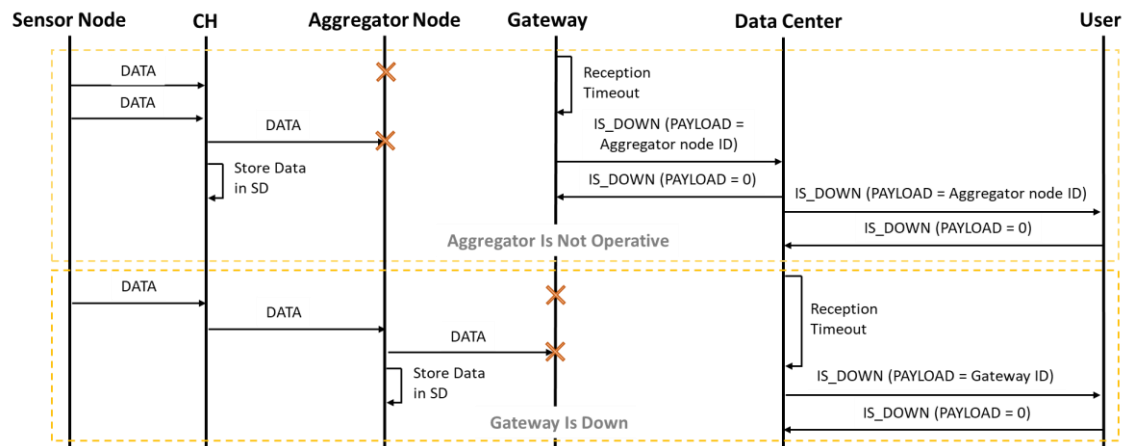 Sensor Node CH Aggregator Node Gateway Data Center User
DATA
Reception
Timeout
DATA
DATA
IS_DOWN (PAYLOAD =
Aggregator node ID)
Store Data
in SD
IS_DOWN (PAYLOAD = 0)
IS_DOWN (PAYLOAD = Aggregator node ID)
IS_DOWN (PAYLOAD = 0)
Aggregator Is Not Operative
DATA
DATA
Reception
Timeout
DATA
Store Data
in SD
IS_DOWN (PAYLOAD = Gateway ID)
IS_DOWN (PAYLOAD = 0)
Gateway Is Down